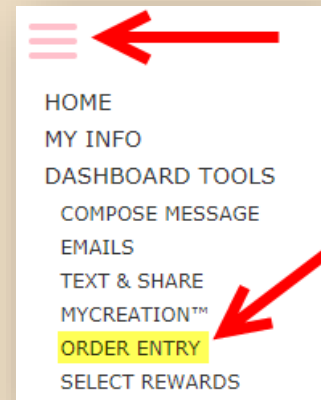 HOME
MY INFO
DASHBOARD TOOLS
COMPOSE MESSAGE
EMAILS
TEXT & SHARE
MYCREATION™
ORDER ENTRY
SELECT REWARDS